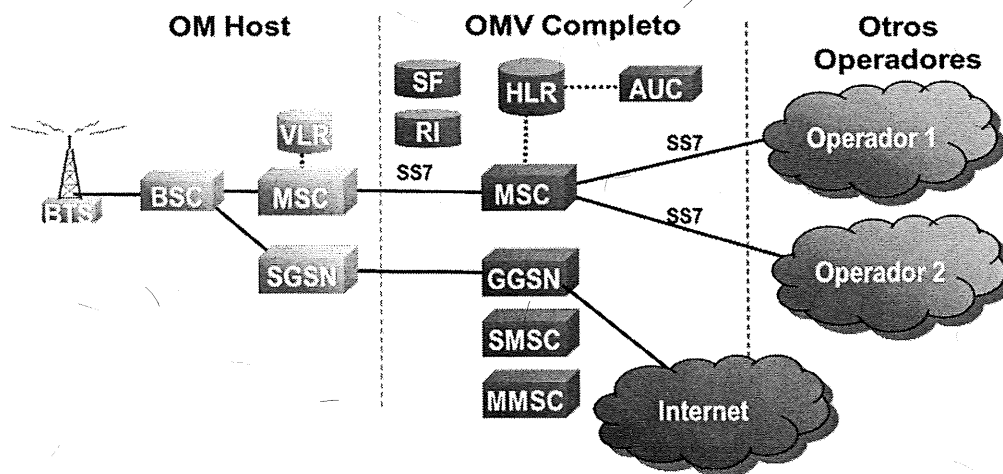 OM Host
OMV Completo
Otros
Operadores
SF
HLR
AUC
RI
VLR
Operador 1
BTS
BSC
MSC
SS7
MSC
SS7
SS7
SGSN
GGSN
Operador 2
SMSC
MMSC
Internet